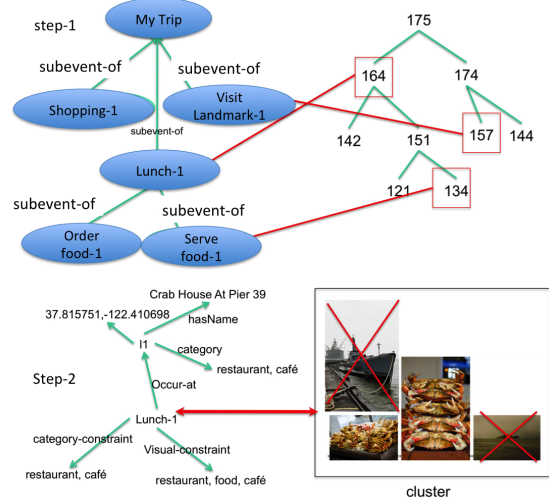 step-1
My Trip
175
subevent-of
subevent-of
164
174
Shopping-1
Visit
Landmark-1
subevent-of
142
151
157
144
Lunch-1
121
134
subevent-of
subevent-of
Order
food-1
Serve
food-1
Crab House At Pier 39
37.815751,-122.410698
hasName
I1
category
restaurant, café
Step-2
Occur-at
Lunch-1
category-constraint
Visual-constraint
restaurant, café
restaurant, food, café
cluster